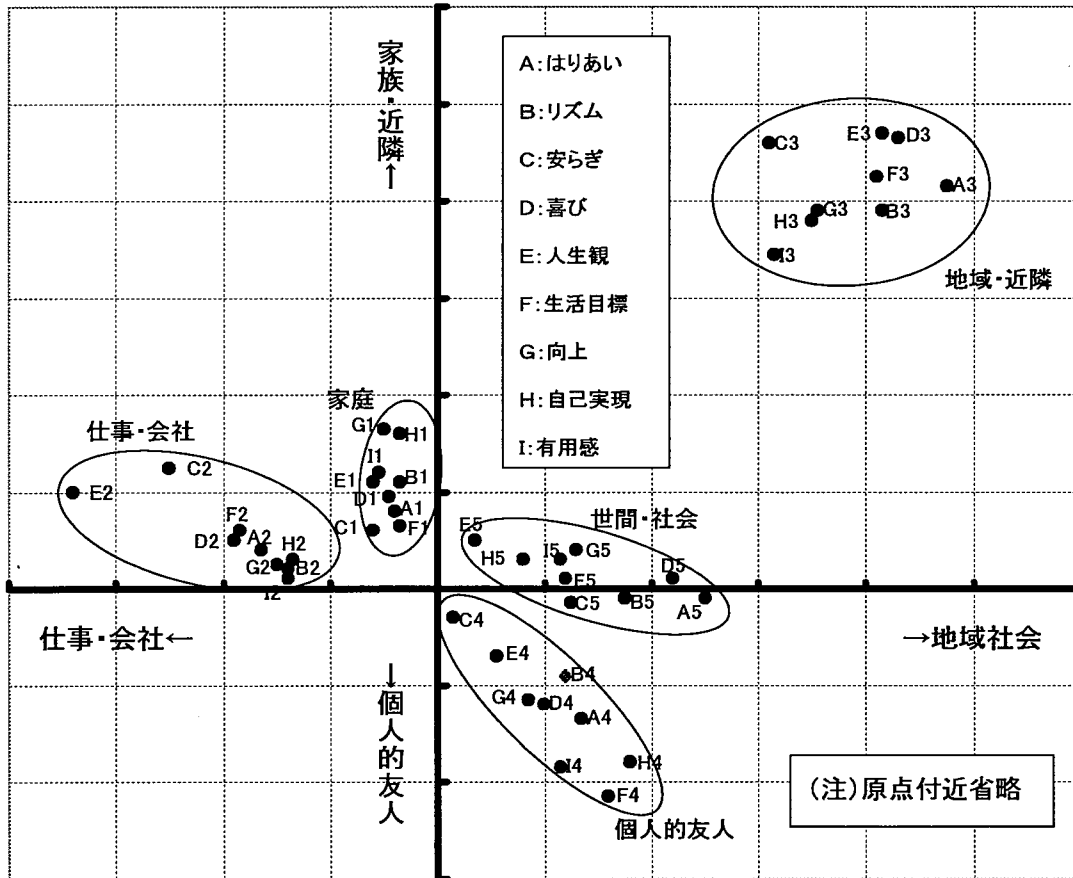 家族・近隣↑
A:はりあい
B:リズム
C:安らぎ
D:喜び
E:人生観
F:生活目標
G:向上
H:自己実現
I:有用感
C3
E3
D3
F3
A3
G3
B3
H3
I3
地域・近隣
家庭
G1
H1
I1
E1
B1
D1
A1
C1
F1
仕事・会社
C2
E2
F2
D2
A2
H2
G2
B2
I2
世間・社会
E5
H5
I5
G5
F5
D5
C5
B5
A5
仕事・会社←
→地域社会
C4
E4
B4
G4
D4
A4
I4
H4
F4
個人的友人
↓個人的友人
(注)原点付近省略